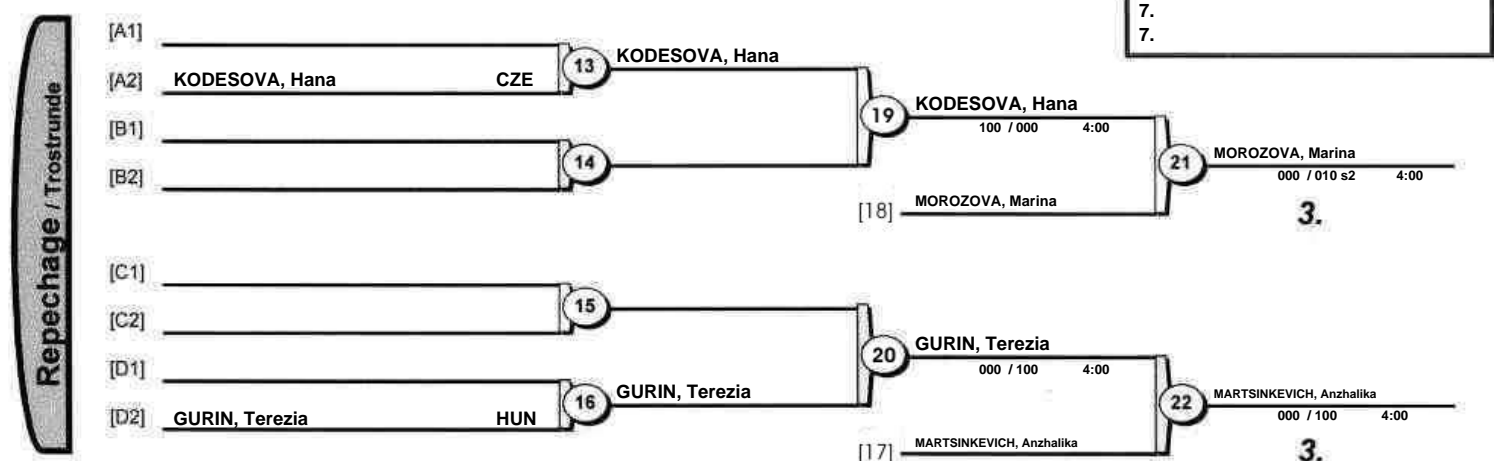 7.
7.
Repechage / Trostrunde
[A1]
[A2] KODESOVA, Hana CZE
13 KODESOVA, Hana
[B1]
[B2]
14
19 KODESOVA, Hana
100 / 000 4:00
[18] MOROZOVA, Marina
21 MOROZOVA, Marina
000 / 010 s2 4:00
3.
[C1]
[C2]
15
[D1]
[D2] GURIN, Terezia HUN
16 GURIN, Terezia
20 GURIN, Terezia
000 / 100 4:00
[17] MARTSINKEVICH, Anzhalika
22 MARTSINKEVICH, Anzhalika
000 / 100 4:00
3.